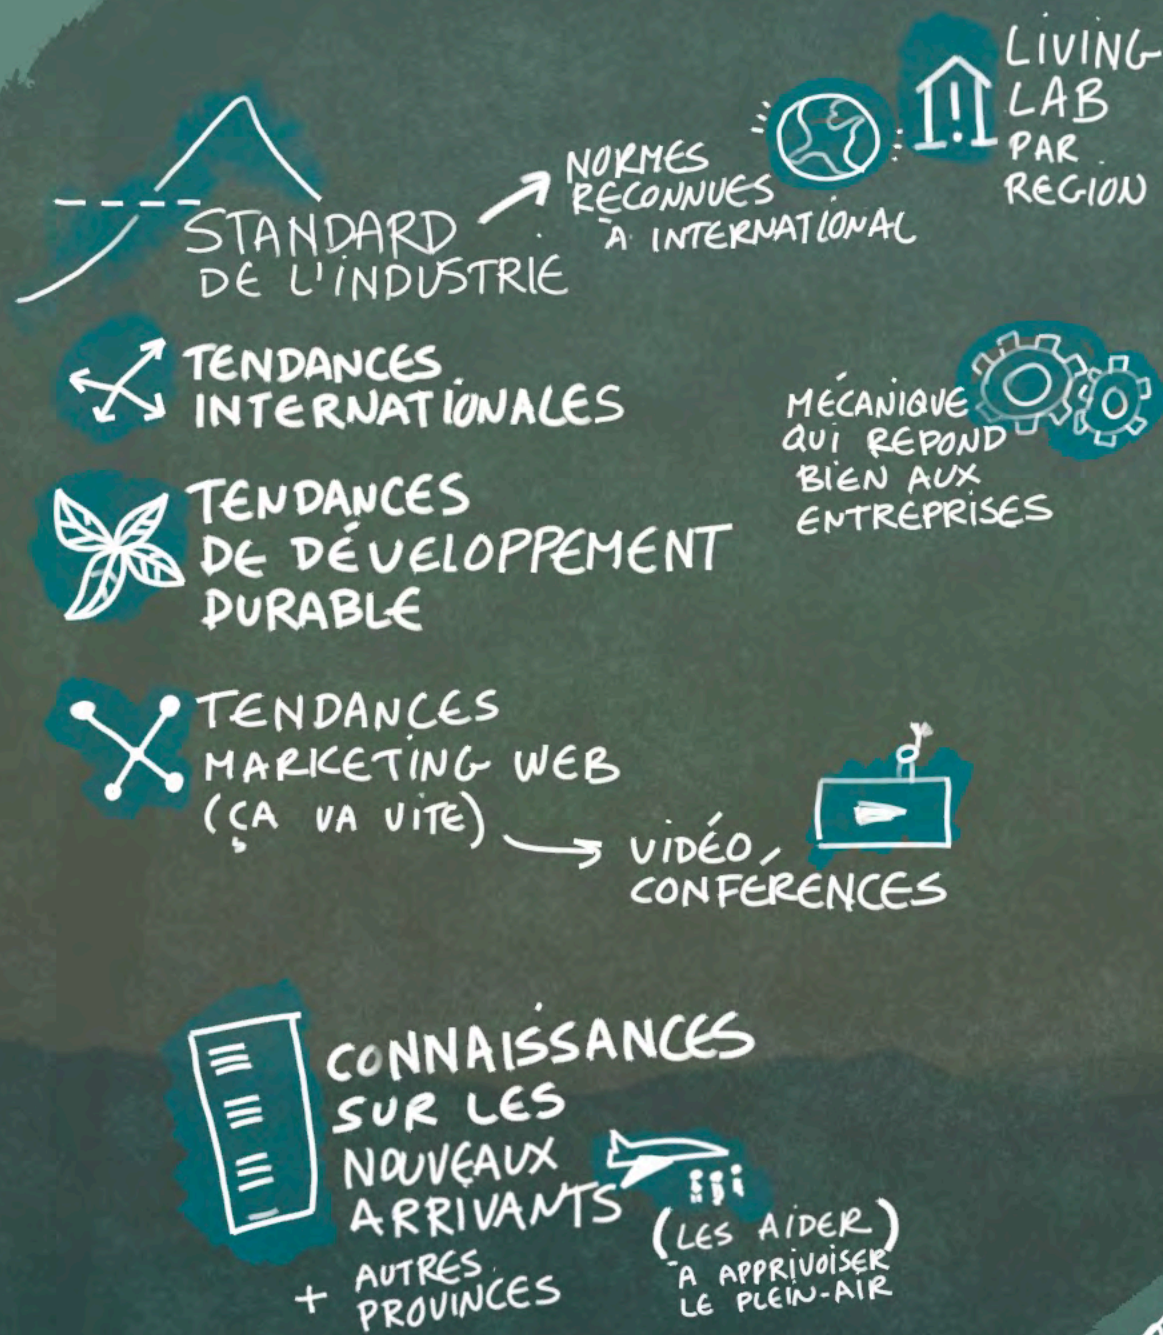 STANDARD
DE L'INDUSTRIE
NORMES
RECONNUES
À INTERNATIONAL
LIVING
LAB
PAR
REGION
TENDANCES
INTERNATIONALES
MÉCANIQUE
QUI REPOND
BIEN AUX
ENTREPRISES
TENDANCES
DE DÉVELOPPEMENT
DURABLE
TENDANCES
MARKETING WEB
(ÇA VA VITE)
VIDÉO
CONFÉRENCES
CONNAISSANCES
SUR LES
NOUVEAUX
ARRIVANTS
+ AUTRES
PROVINCES
(LES AIDER)
À APPRIVOISER
LE PLEIN-AIR